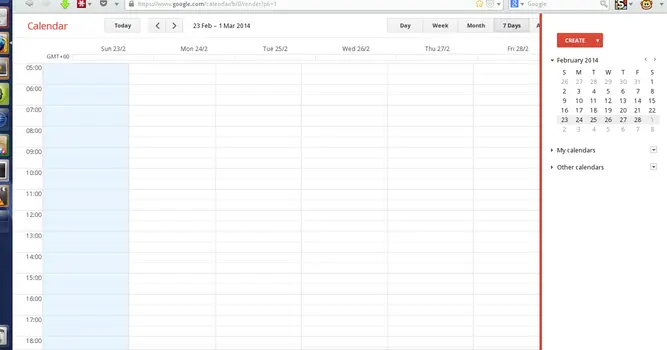 https://www.google.com/calendar/b/0/render?pli=1
Google
Calendar
Today
23 Feb – 1 Mar 2014
Day
Week
Month
7 Days
CREATE
Sun 23/2
Mon 24/2
Tue 25/2
Wed 26/2
Thu 27/2
Fri 28/2
GMT+00
05:00
06:00
07:00
08:00
09:00
10:00
11:00
12:00
13:00
14:00
15:00
16:00
17:00
18:00
February 2014
S M T W T F S
26 27 28 29 30 31 1
2 3 4 5 6 7 8
9 10 11 12 13 14 15
16 17 18 19 20 21 22
23 24 25 26 27 28 1
2 3 4 5 6 7 8
My calendars
Other calendars